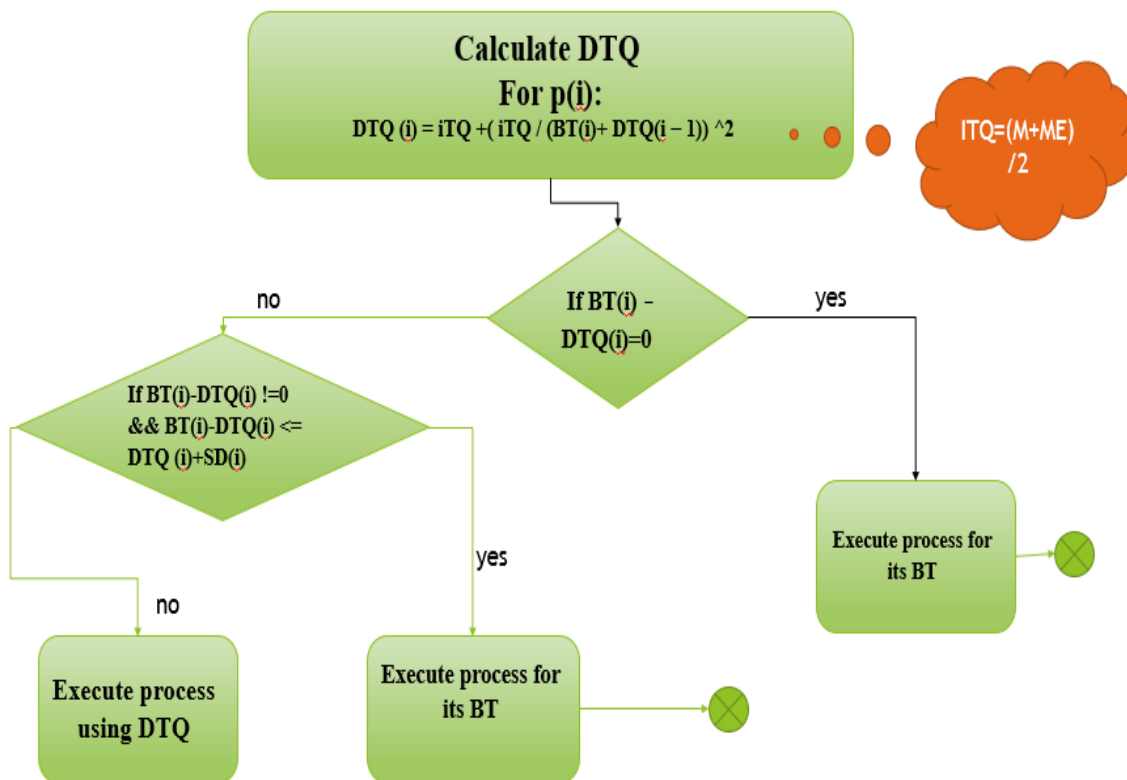 Calculate DTQ
For p(i):
DTQ (i) = iTQ +( iTQ / (BT(i)+ DTQ(i – 1)) ^2
ITQ=(M+ME)
/2
If BT(i) –
DTQ(i)=0
no
yes
If BT(i)-DTQ(i) !=0
&& BT(i)-DTQ(i) <=
DTQ (i)+SD(i)
Execute process for
its BT
yes
no
Execute process
using DTQ
Execute process for
its BT